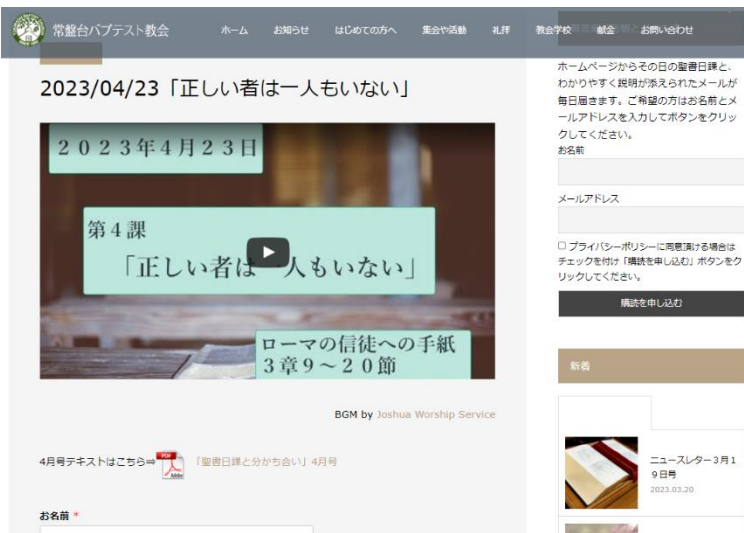 常盤台バプテスト教会
ホーム
お知らせ
はじめての方へ
集会や活動
礼拝
教会学校
献金
お問い合わせ
2023/04/23「正しい者は一人もいない」
2023年4月23日
第4課
「正しい者は一人もいない」
ローマの信徒への手紙
3章9～20節
BGM by Joshua Worship Service
4月号テキストはこちら⇒
「聖書日課と分かち合い」4月号
お名前 *
ホームページからその日の聖書日課と、
わかりやすく説明が添えられたメールが
毎日届きます。ご希望の方はお名前とメ
ールアドレスを入力してボタンをクリッ
クしてください。
お名前
メールアドレス
プライバシーポリシーに同意頂ける場合は
チェックを付け「購読を申し込む」ボタンをク
リックしてください。
購読を申し込む
新着
ニュースレター3月1
9日号
2023.03.20